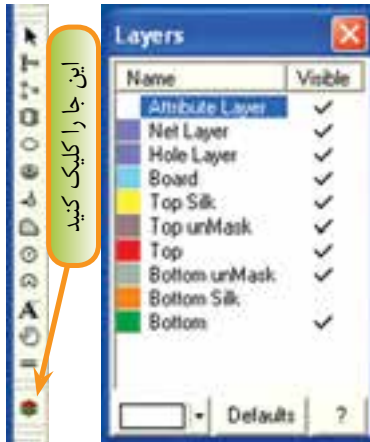 این جا را کلیک کنید
A
Layers
Name Visible
Attribute Layer
Net Layer
Hole Layer
Board
Top Silk
Top unMask
Top
Bottom unMask
Bottom Silk
Bottom
Defaults ?